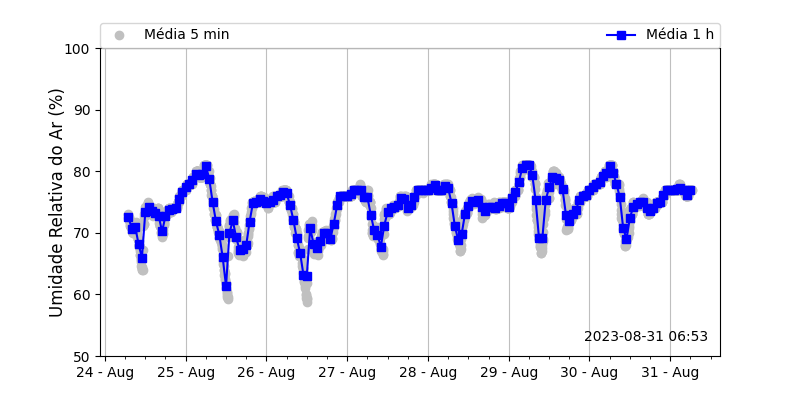 Média 5 min
Média 1 h
Umidade Relativa do Ar (%)
100
90
80
70
60
50
2023-08-31 06:53
24 - Aug
25 - Aug
26 - Aug
27 - Aug
28 - Aug
29 - Aug
30 - Aug
31 - Aug